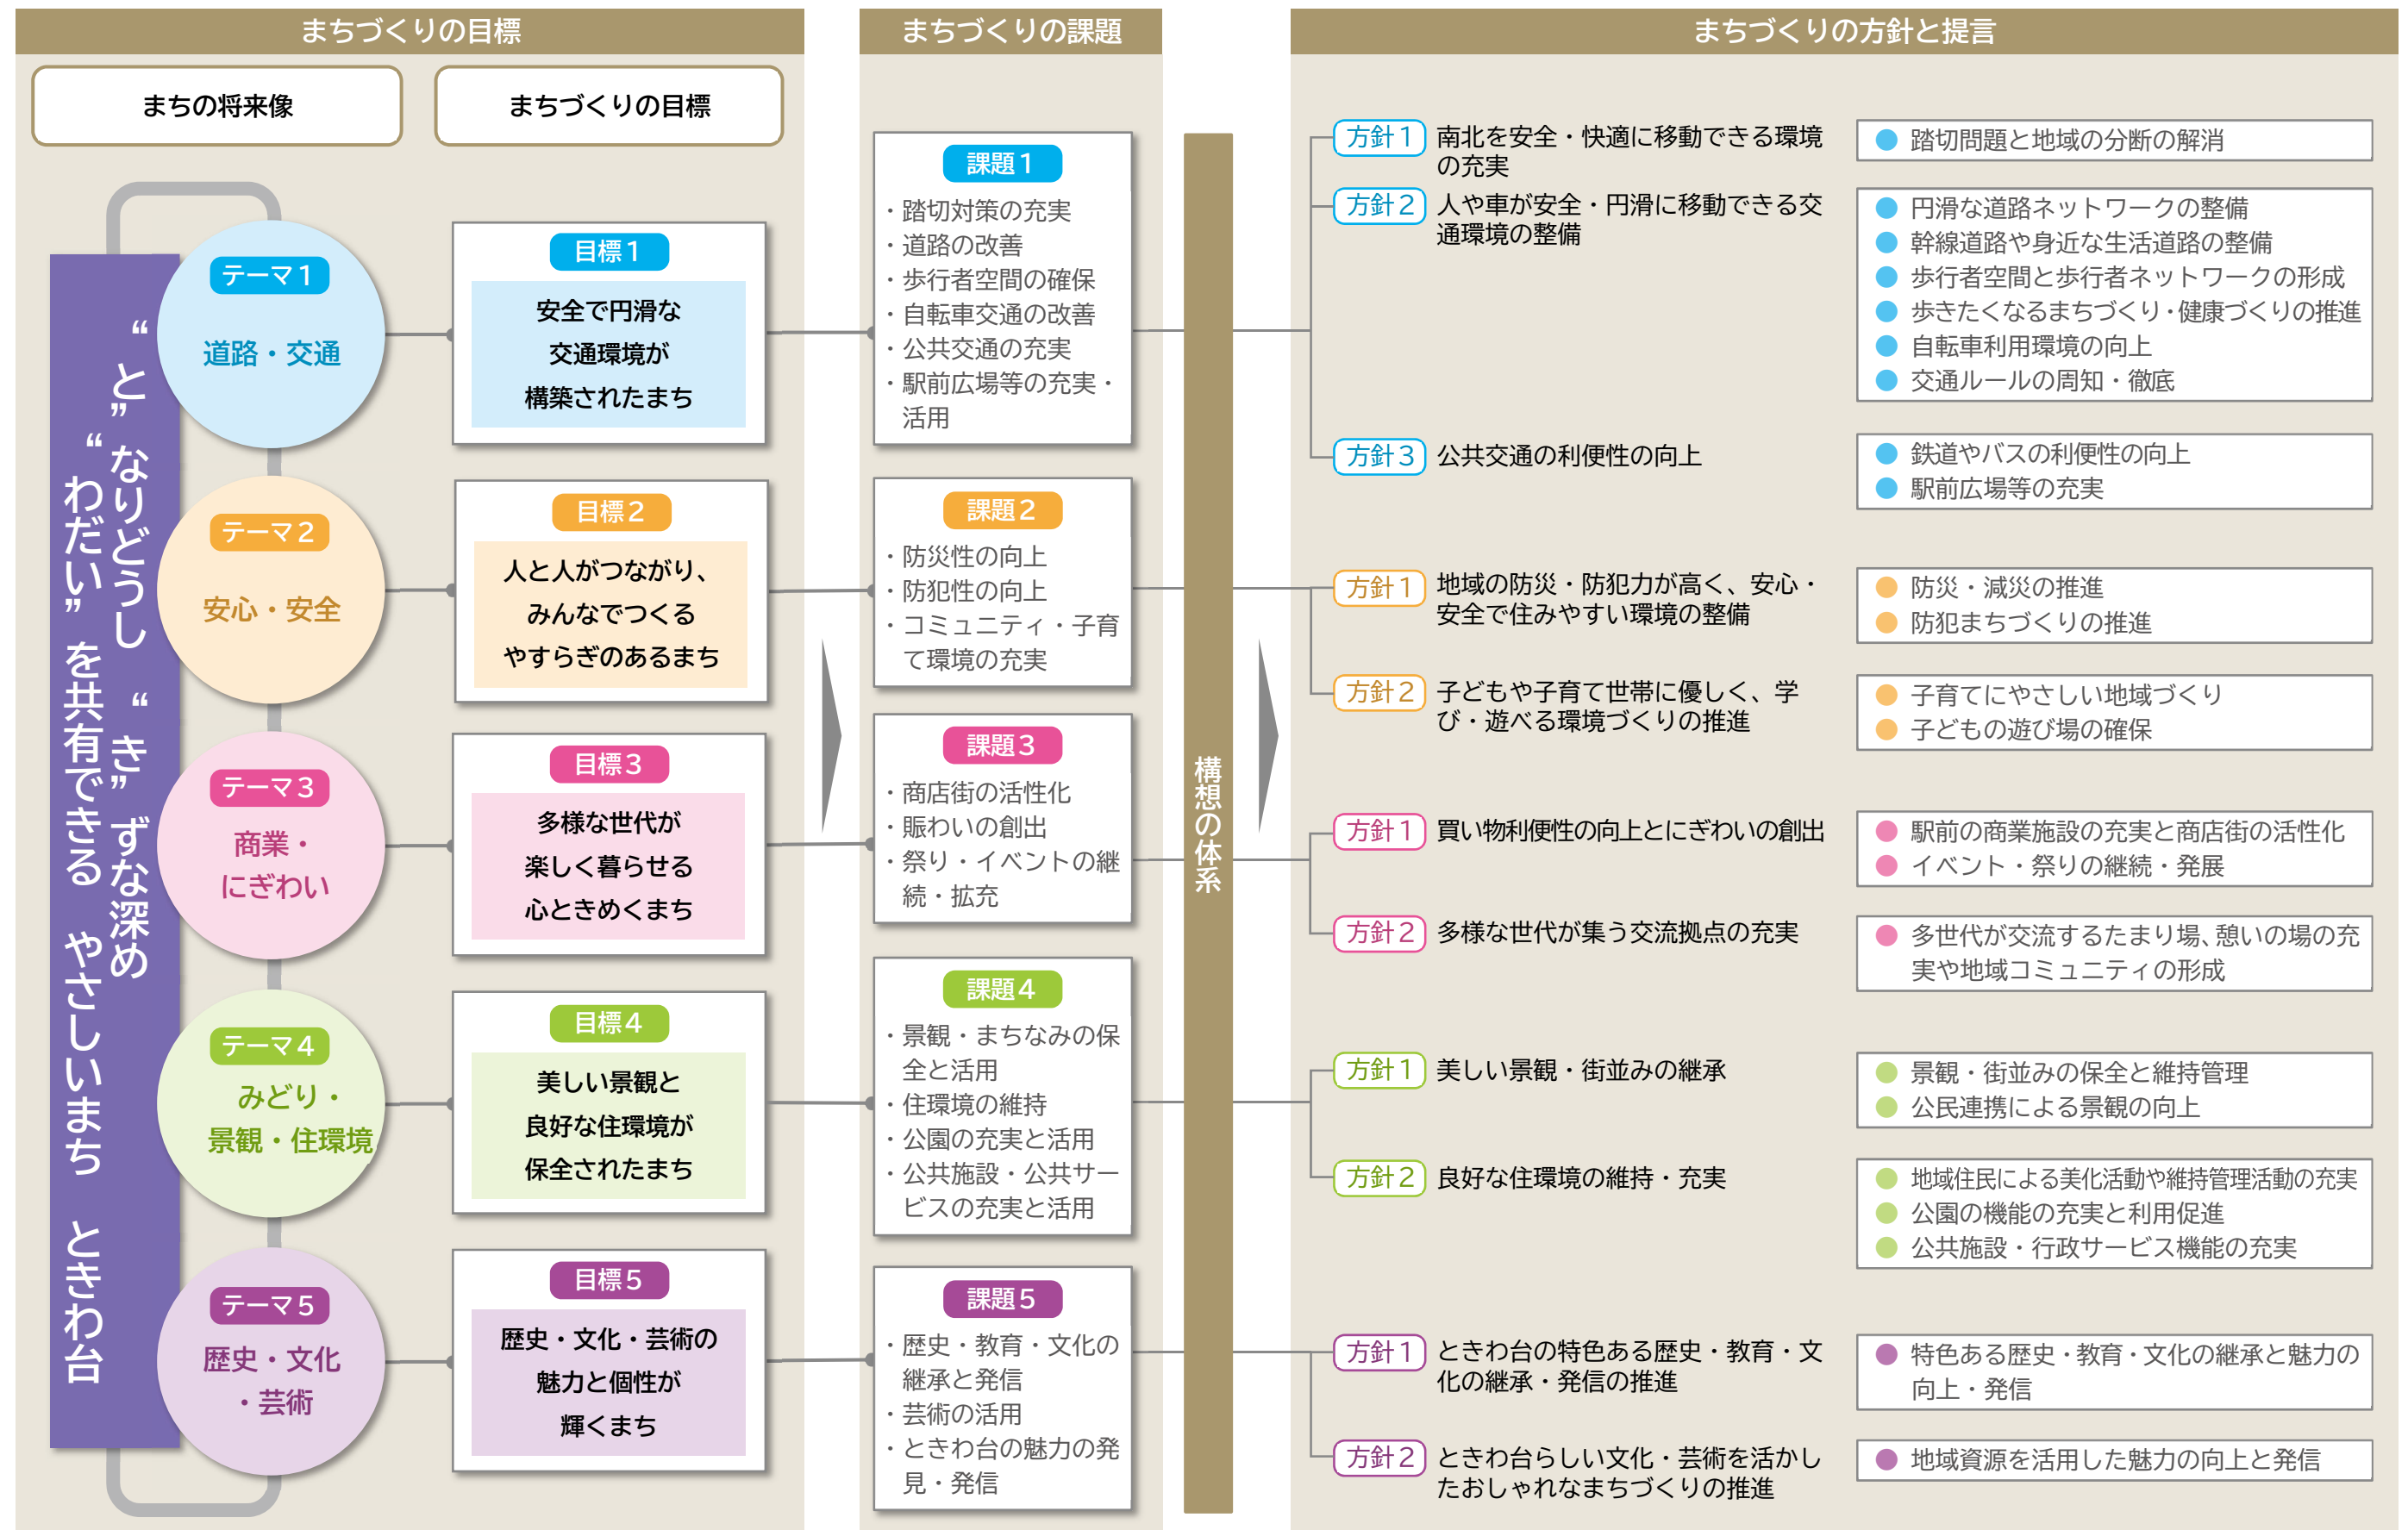 まちづくりの目標
まちの将来像
まちづくりの目標
“と”なりどうし “き”ずな深め
“わだい”を共有できる やさしいまち ときわ台
テーマ1
道路・交通
目標1
安全で円滑な
交通環境が
構築されたまち
テーマ2
安心・安全
目標2
人と人がつながり、
みんなでつくる
やすらぎのあるまち
テーマ3
商業・
にぎわい
目標3
多様な世代が
楽しく暮らせる
心ときめくまち
テーマ4
みどり・
景観・住環境
目標4
美しい景観と
良好な住環境が
保全されたまち
テーマ5
歴史・文化
・芸術
目標5
歴史・文化・芸術の
魅力と個性が
輝くまち
まちづくりの課題
課題1
・踏切対策の充実
・道路の改善
・歩行者空間の確保
・自転車交通の改善
・公共交通の充実
・駅前広場等の充実・
活用
課題2
・防災性の向上
・防犯性の向上
・コミュニティ・子育
て環境の充実
課題3
・商店街の活性化
・賑わいの創出
・祭り・イベントの継
続・拡充
課題4
・景観・まちなみの保
全と活用
・住環境の維持
・公園の充実と活用
・公共施設・公共サー
ビスの充実と活用
課題5
・歴史・教育・文化の
継承と発信
・芸術の活用
・ときわ台の魅力の発
見・発信
構想の体系
まちづくりの方針と提言
方針1
南北を安全・快適に移動できる環境
の充実
● 踏切問題と地域の分断の解消
方針2
人や車が安全・円滑に移動できる交
通環境の整備
● 円滑な道路ネットワークの整備
● 幹線道路や身近な生活道路の整備
● 歩行者空間と歩行者ネットワークの形成
● 歩きたくなるまちづくり・健康づくりの推進
● 自転車利用環境の向上
● 交通ルールの周知・徹底
方針3
公共交通の利便性の向上
● 鉄道やバスの利便性の向上
● 駅前広場等の充実
方針1
地域の防災・防犯力が高く、安心・
安全で住みやすい環境の整備
● 防災・減災の推進
● 防犯まちづくりの推進
方針2
子どもや子育て世帯に優しく、学
び・遊べる環境づくりの推進
● 子育てにやさしい地域づくり
● 子どもの遊び場の確保
方針1
買い物利便性の向上とにぎわいの創出
● 駅前の商業施設の充実と商店街の活性化
● イベント・祭りの継続・発展
方針2
多様な世代が集う交流拠点の充実
● 多世代が交流するたまり場、憩いの場の充
実や地域コミュニティの形成
方針1
美しい景観・街並みの継承
● 景観・街並みの保全と維持管理
● 公民連携による景観の向上
方針2
良好な住環境の維持・充実
● 地域住民による美化活動や維持管理活動の充実
● 公園の機能の充実と利用促進
● 公共施設・行政サービス機能の充実
方針1
ときわ台の特色ある歴史・教育・文
化の継承・発信の推進
● 特色ある歴史・教育・文化の継承と魅力の
向上・発信
方針2
ときわ台らしい文化・芸術を活かし
たおしゃれなまちづくりの推進
● 地域資源を活用した魅力の向上と発信